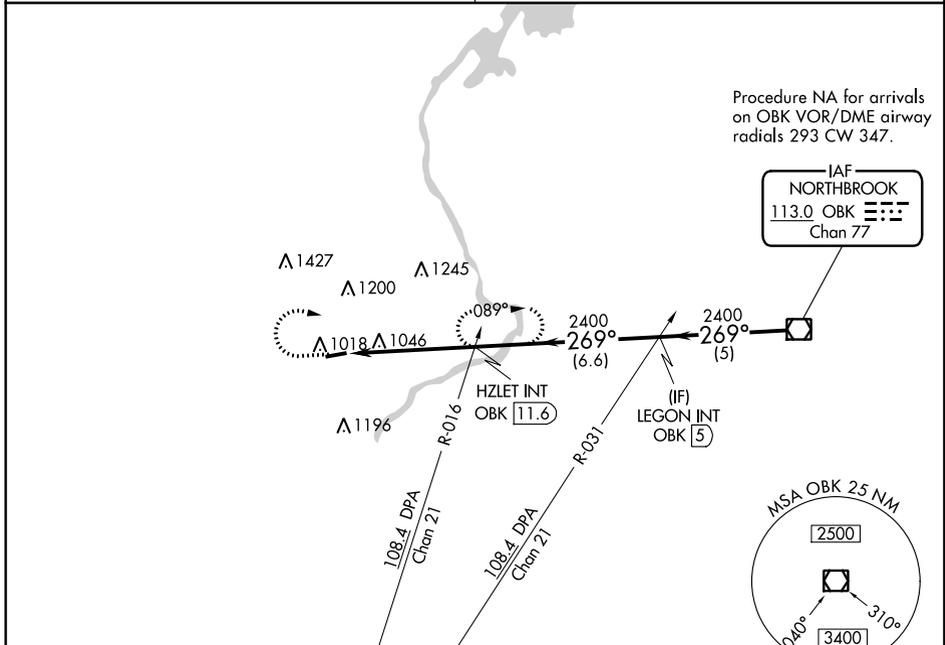 Procedure NA for arrivals
on OBK VOR/DME airway
radials 293 CW 347.
IAF
NORTHBROOK
113.0 OBK
Chan 77
1427
1245
1200
089°
2400
269°
(6.6)
2400
269°
(5)
1018
1046
HZLET INT
OBK 11.6
(IF)
LEGON INT
OBK 5
1196
R-016
R-031
108.4 DPA
Chan 21
108.4 DPA
Chan 21
MSA OBK 25 NM
2500
040°
310°
3400